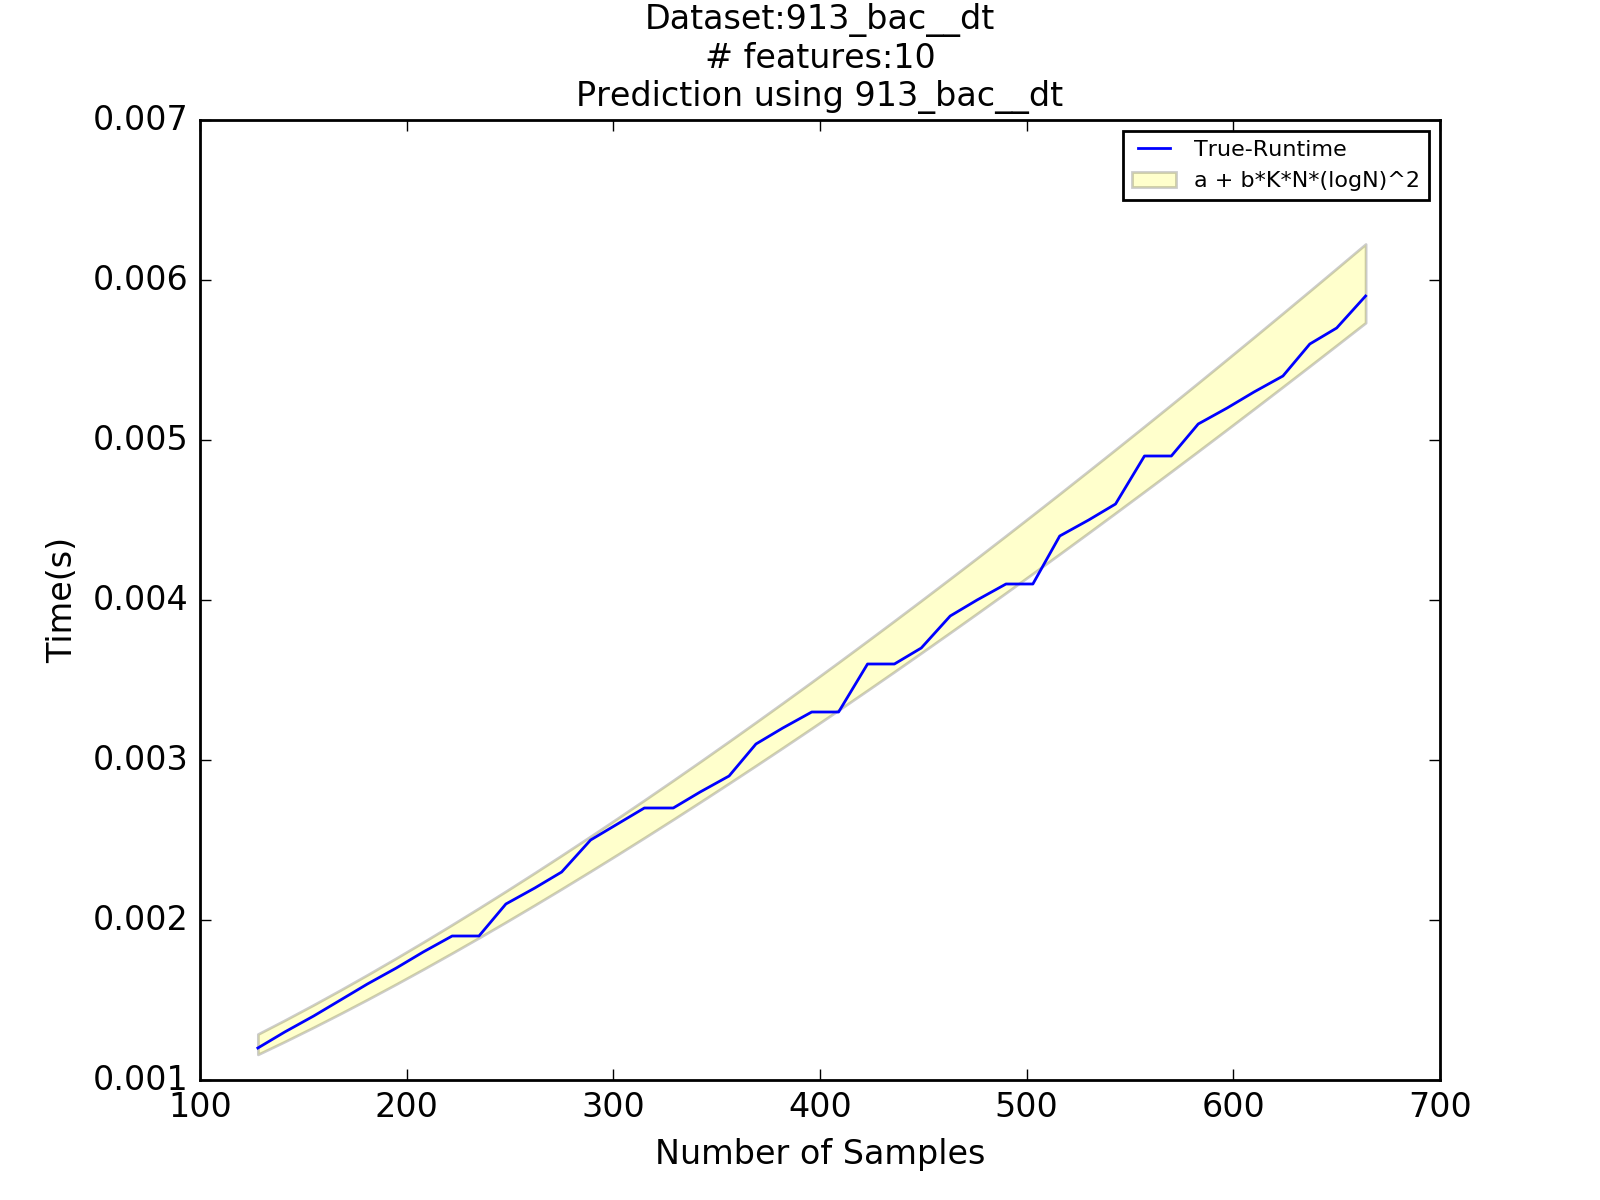 Dataset:913_bac__dt
# features:10
Prediction using 913_bac__dt
0.007
0.006
0.005
0.004
0.003
0.002
0.001
Time(s)
True-Runtime
a + b*K*N*(logN)^2
100 200 300 400 500 600 700
Number of Samples